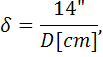 δ = 14" / D[cm],